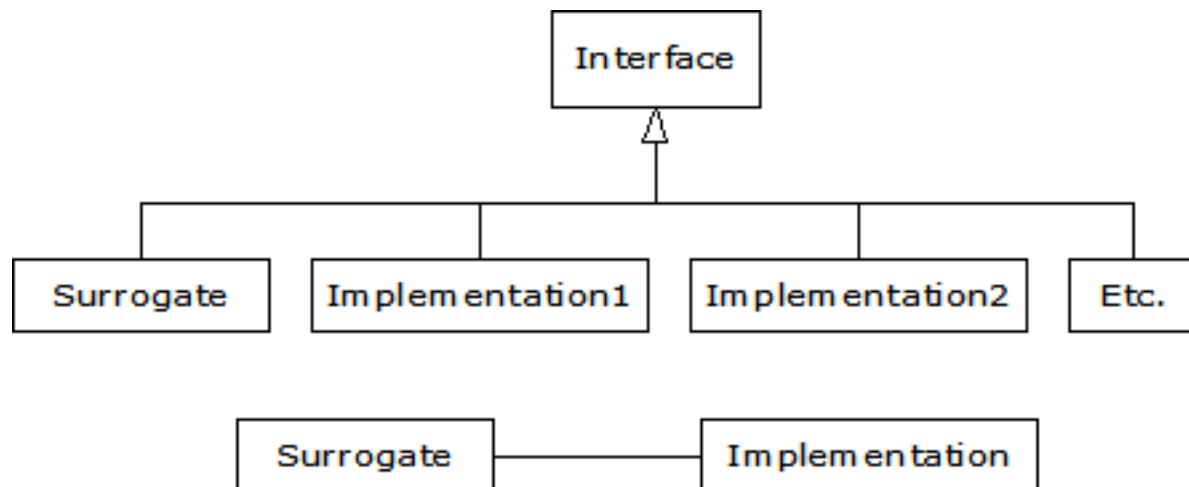 Interface
Surrogate Implementation1 Implementation2 Etc.
Surrogate Implementation